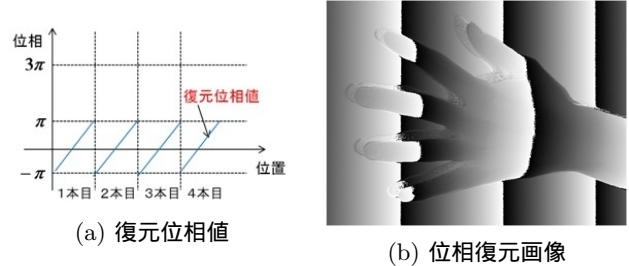 位相
3π
復元位相値
π
位置
−π
1本目 2本目 3本目 4本目
(a) 復元位相値
(b) 位相復元画像